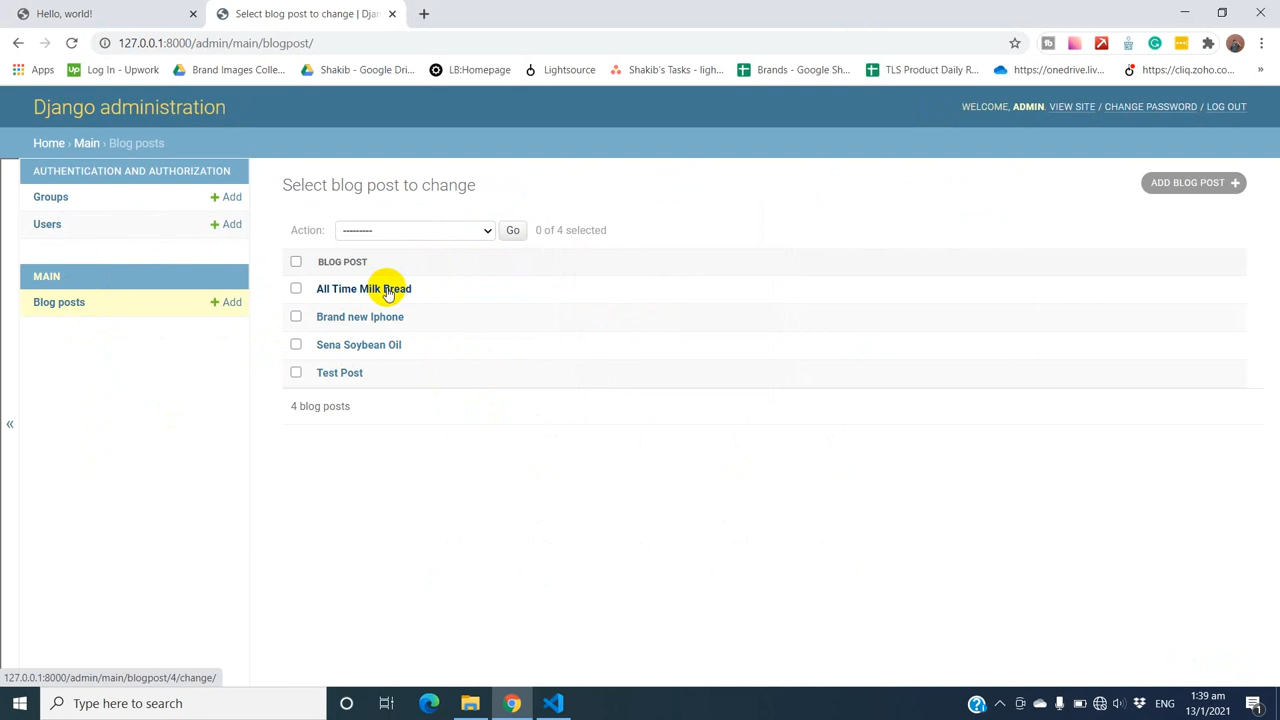 Hello, world!
Select blog post to change | Djan
127.0.0.1:8000/admin/main/blogpost/
Apps
Up Log In - Upwork
Brand Images Colle...
Shakib - Google Dri...
LB:Homepage
Lightsource
Shakib's Tasks - ligh...
Brands - Google Sh...
TLS Product Daily R...
https://onedrive.liv...
https://cliq.zoho.co...
»
Django administration
WELCOME, ADMIN. VIEW SITE / CHANGE PASSWORD / LOG OUT
Home › Main › Blog posts
AUTHENTICATION AND AUTHORIZATION
Groups + Add
Users + Add
MAIN
Blog posts + Add
«
Select blog post to change
ADD BLOG POST +
Action: --------- Go 0 of 4 selected
BLOG POST
All Time Milk Bread
Brand new Iphone
Sena Soybean Oil
Test Post
4 blog posts
127.0.0.1:8000/admin/main/blogpost/4/change/
Type here to search
ENG
1:39 am
13/1/2021
1